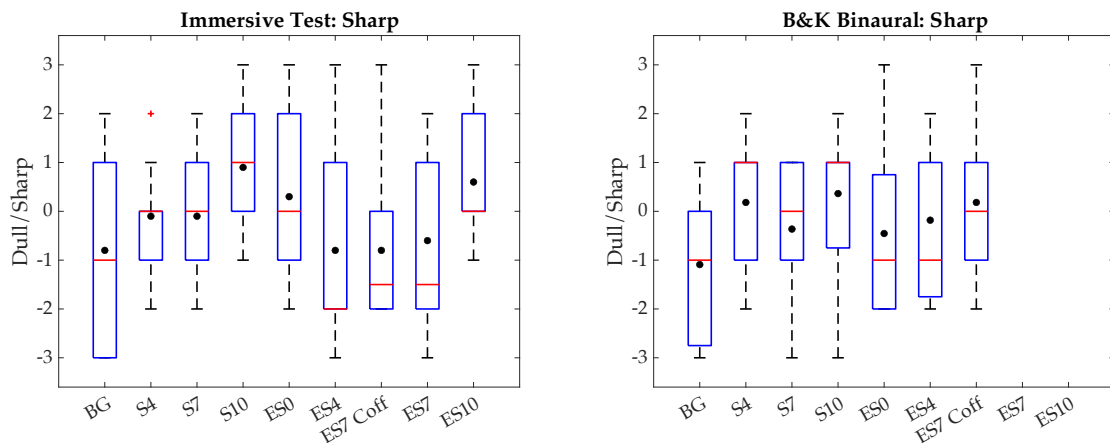 Immersive Test: Sharp
Dull/Sharp
3
2
1
0
-1
-2
-3
BG S4 S7 S10 ES0 ES4 ES7 Coff ES7 ES10
B&K Binaural: Sharp
Dull/Sharp
3
2
1
0
-1
-2
-3
BG S4 S7 S10 ES0 ES4 ES7 Coff ES7 ES10